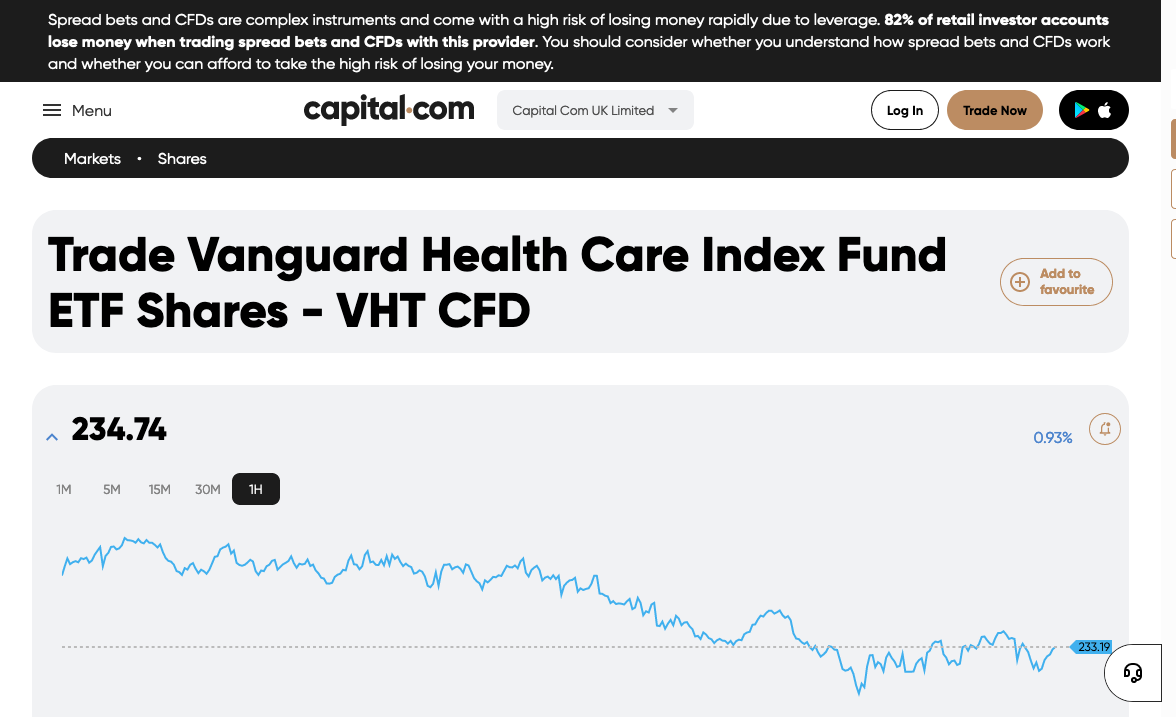 Spread bets and CFDs are complex instruments and come with a high risk of losing money rapidly due to leverage. 82% of retail investor accounts
lose money when trading spread bets and CFDs with this provider. You should consider whether you understand how spread bets and CFDs work
and whether you can afford to take the high risk of losing your money.
Menu
capital.com
Capital Com UK Limited
Log In
Trade Now
Markets • Shares
Trade Vanguard Health Care Index Fund
ETF Shares - VHT CFD
Add to
favourite
234.74
0.93%
1M 5M 15M 30M 1H
233.19